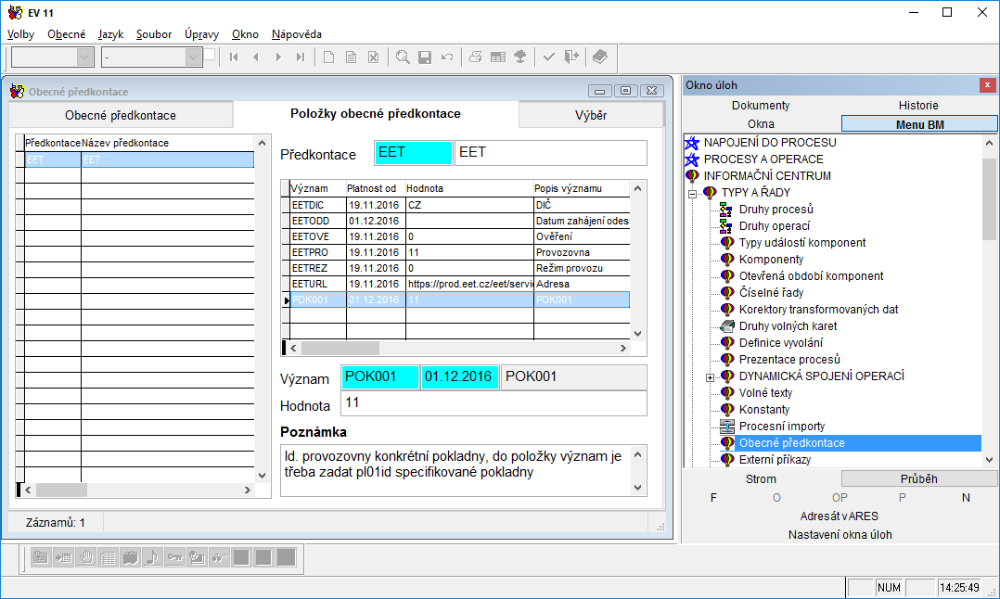 EV 11
Volby Obecné Jazyk Soubor Úpravy Okno Nápověda
-
Obecné předkontace
Obecné předkontace
Položky obecné předkontace
Výběr
Předkontace Název předkontace
EET EET
Předkontace EET EET
Význam Platnost od Hodnota Popis významu
EETDIC 19.11.2016 CZ DIČ
EETODD 01.12.2016 Datum zahájení odes
EETOVE 19.11.2016 0 Ověření
EETPRO 19.11.2016 11 Provozovna
EETREZ 19.11.2016 0 Režim provozu
EETURL 19.11.2016 https://prod.eet.cz/eet/servic Adresa
POK001 01.12.2016 11 POK001
Význam POK001 01.12.2016 POK001
Hodnota 11
Poznámka
Id. provozovny konkrétní pokladny, do položky význam je
třeba zadat pl01id specifikované pokladny
Záznamů: 1
Okno úloh
Dokumenty Historie
Okna Menu BM
NAPOJENÍ DO PROCESU
PROCESY A OPERACE
INFORMAČNÍ CENTRUM
TYPY A ŘADY
Druhy procesů
Druhy operací
Typy událostí komponent
Komponenty
Otevřená období komponent
Číselné řady
Korektory transformovaných dat
Druhy volných karet
Definice vyvolání
Prezentace procesů
DYNAMICKÁ SPOJENÍ OPERACÍ
Volné texty
Konstanty
Procesní importy
Obecné předkontace
Externí příkazy
Strom Průběh
F O OP P N
Adresát v ARES
Nastavení okna úloh
NUM 14:25:49